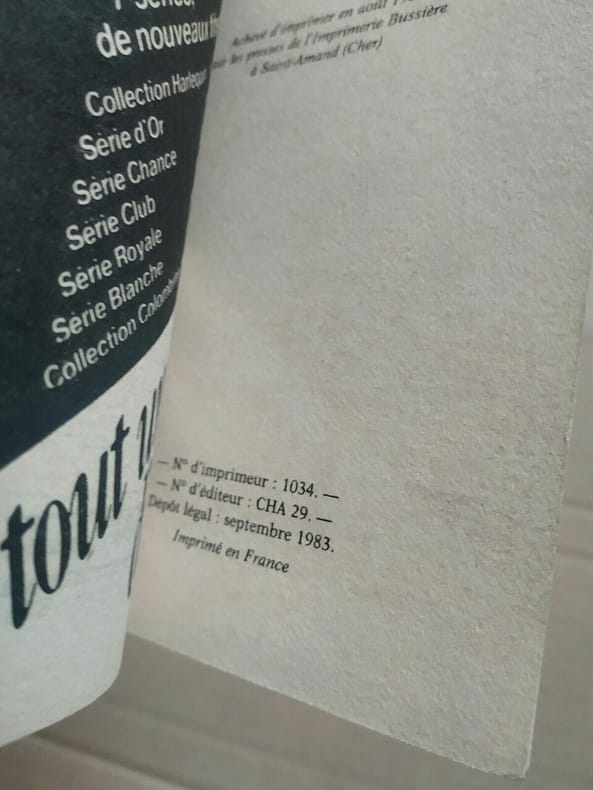 de nouveaux
Collection Harlequin
Série d'Or
Série Chance
Série Club
Série Royale
Série Blanche
Collection Colombine
tout
Achevé d'imprimer en août
les presses de l'Imprimerie Bussière
à Saint-Amand (Cher)
— N° d'imprimeur : 1034. —
— N° d'éditeur : CHA 29. —
Dépôt légal : septembre 1983.
Imprimé en France